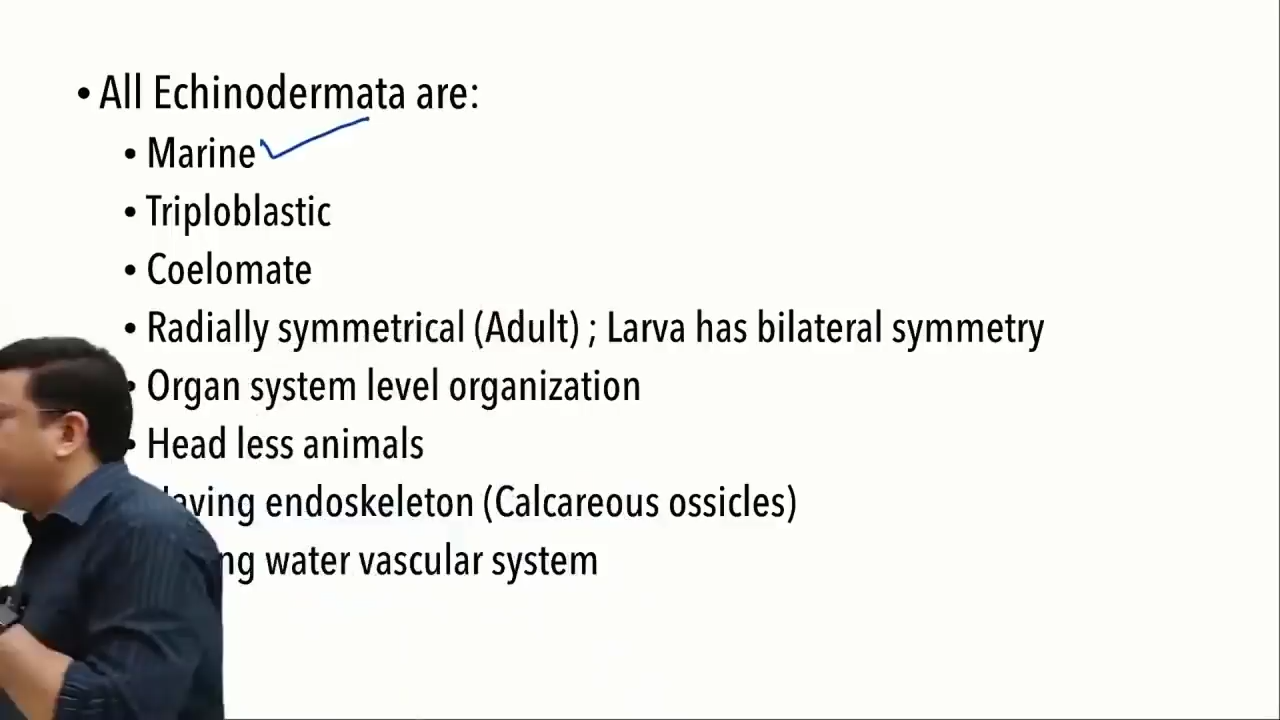 • All Echinodermata are:
• Marine
• Triploblastic
• Coelomate
• Radially symmetrical (Adult) ; Larva has bilateral symmetry
• Organ system level organization
• Head less animals
Having endoskeleton (Calcareous ossicles)
water vascular system